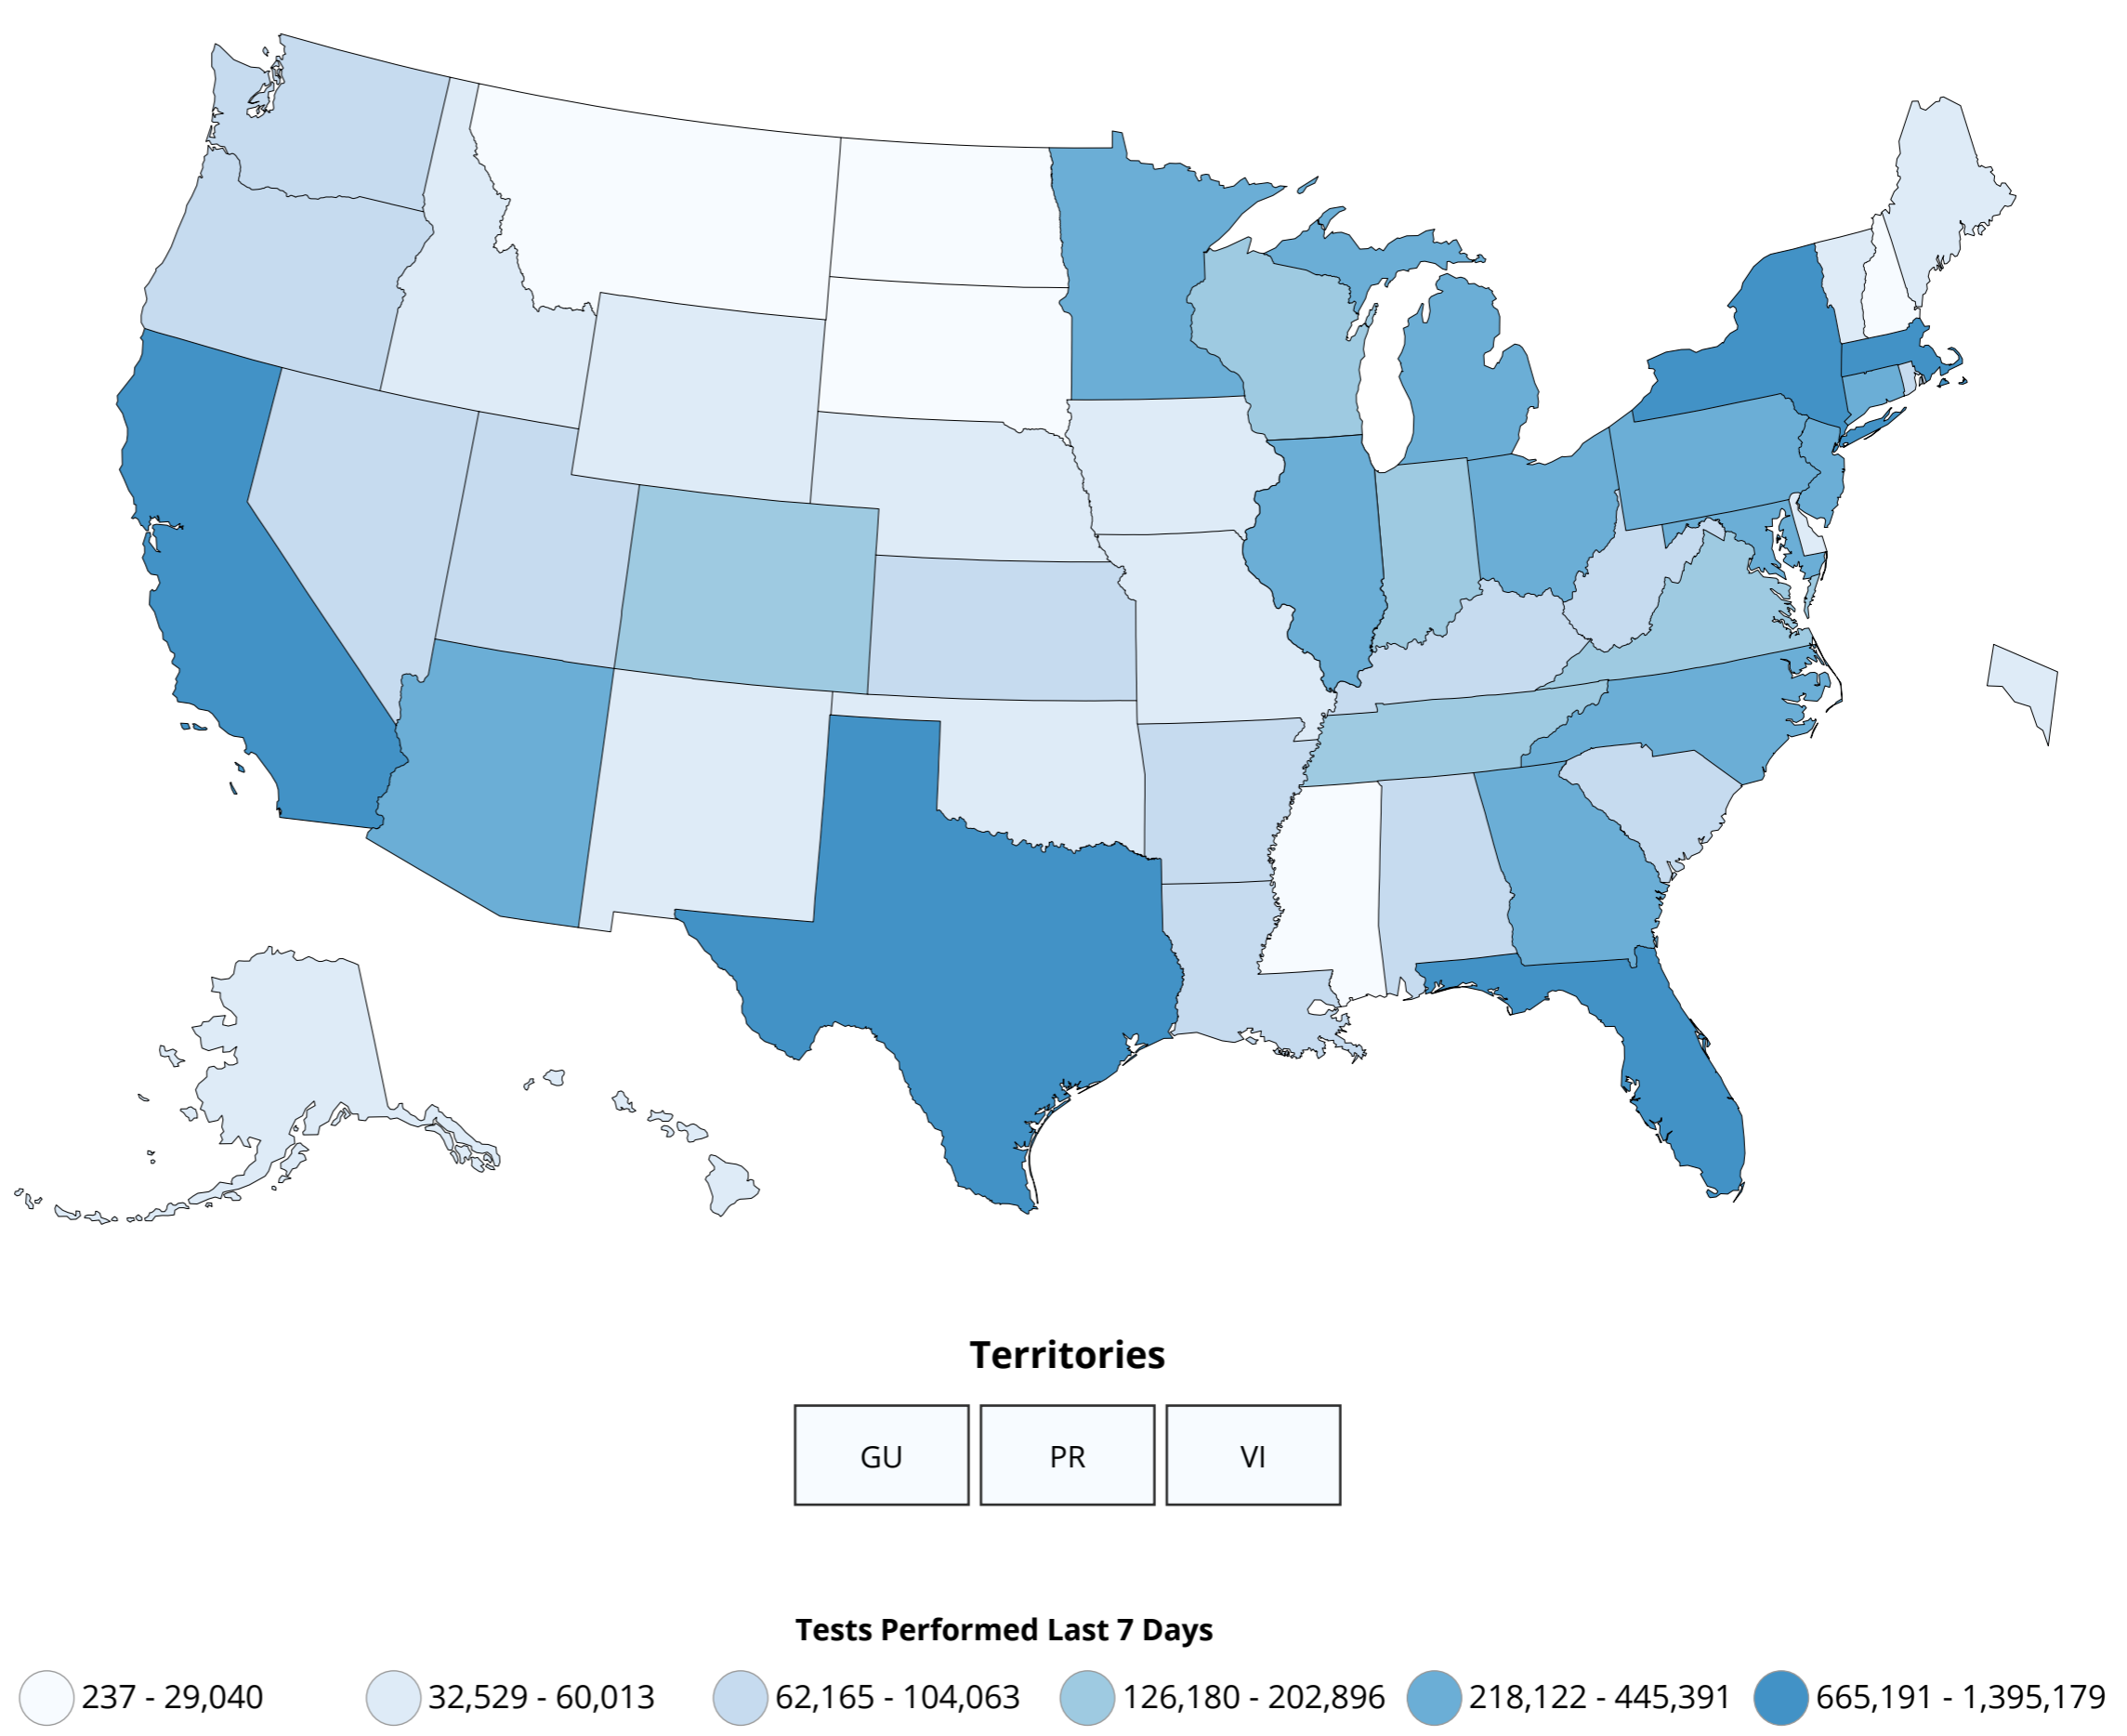 Territories
GU PR VI
Tests Performed Last 7 Days
237 - 29,040 32,529 - 60,013 62,165 - 104,063 126,180 - 202,896 218,122 - 445,391 665,191 - 1,395,179